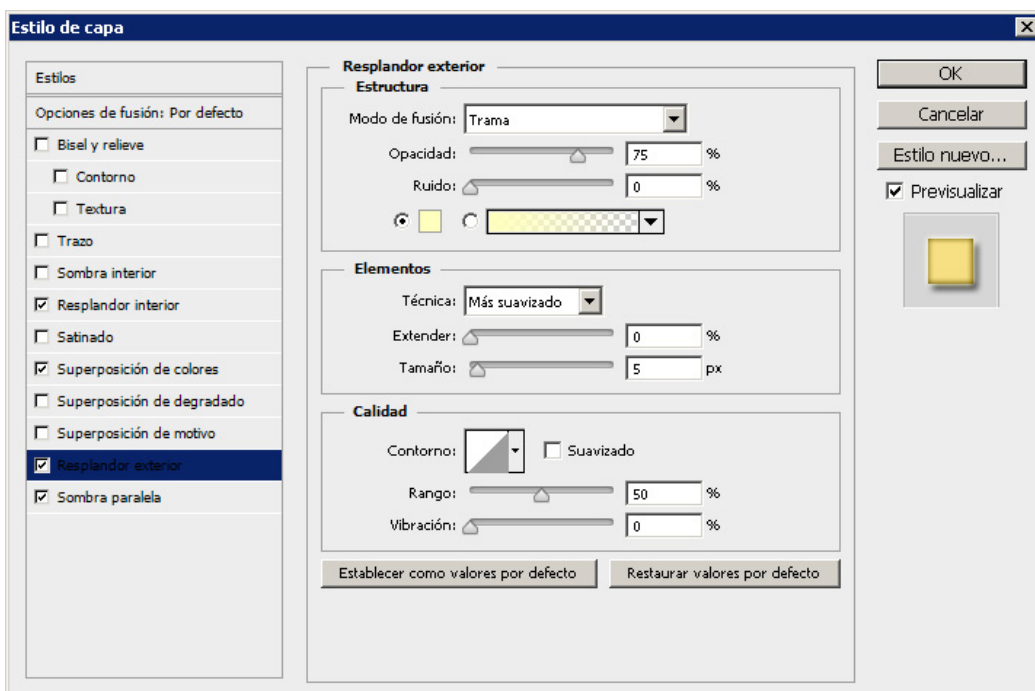 Estilo de capa
Estilos
Opciones de fusión: Por defecto
Bisel y relieve
Contorno
Textura
Trazo
Sombra interior
Resplandor interior
Satinado
Superposición de colores
Superposición de degradado
Superposición de motivo
Resplandor exterior
Sombra paralela
Resplandor exterior
Estructura
Modo de fusión: Trama
Opacidad: 75 %
Ruido: 0 %
Elementos
Técnica: Más suavizado
Extender: 0 %
Tamaño: 5 px
Calidad
Contorno: Suavizado
Rango: 50 %
Vibración: 0 %
Establecer como valores por defecto Restaurar valores por defecto
OK
Cancelar
Estilo nuevo...
Previsualizar